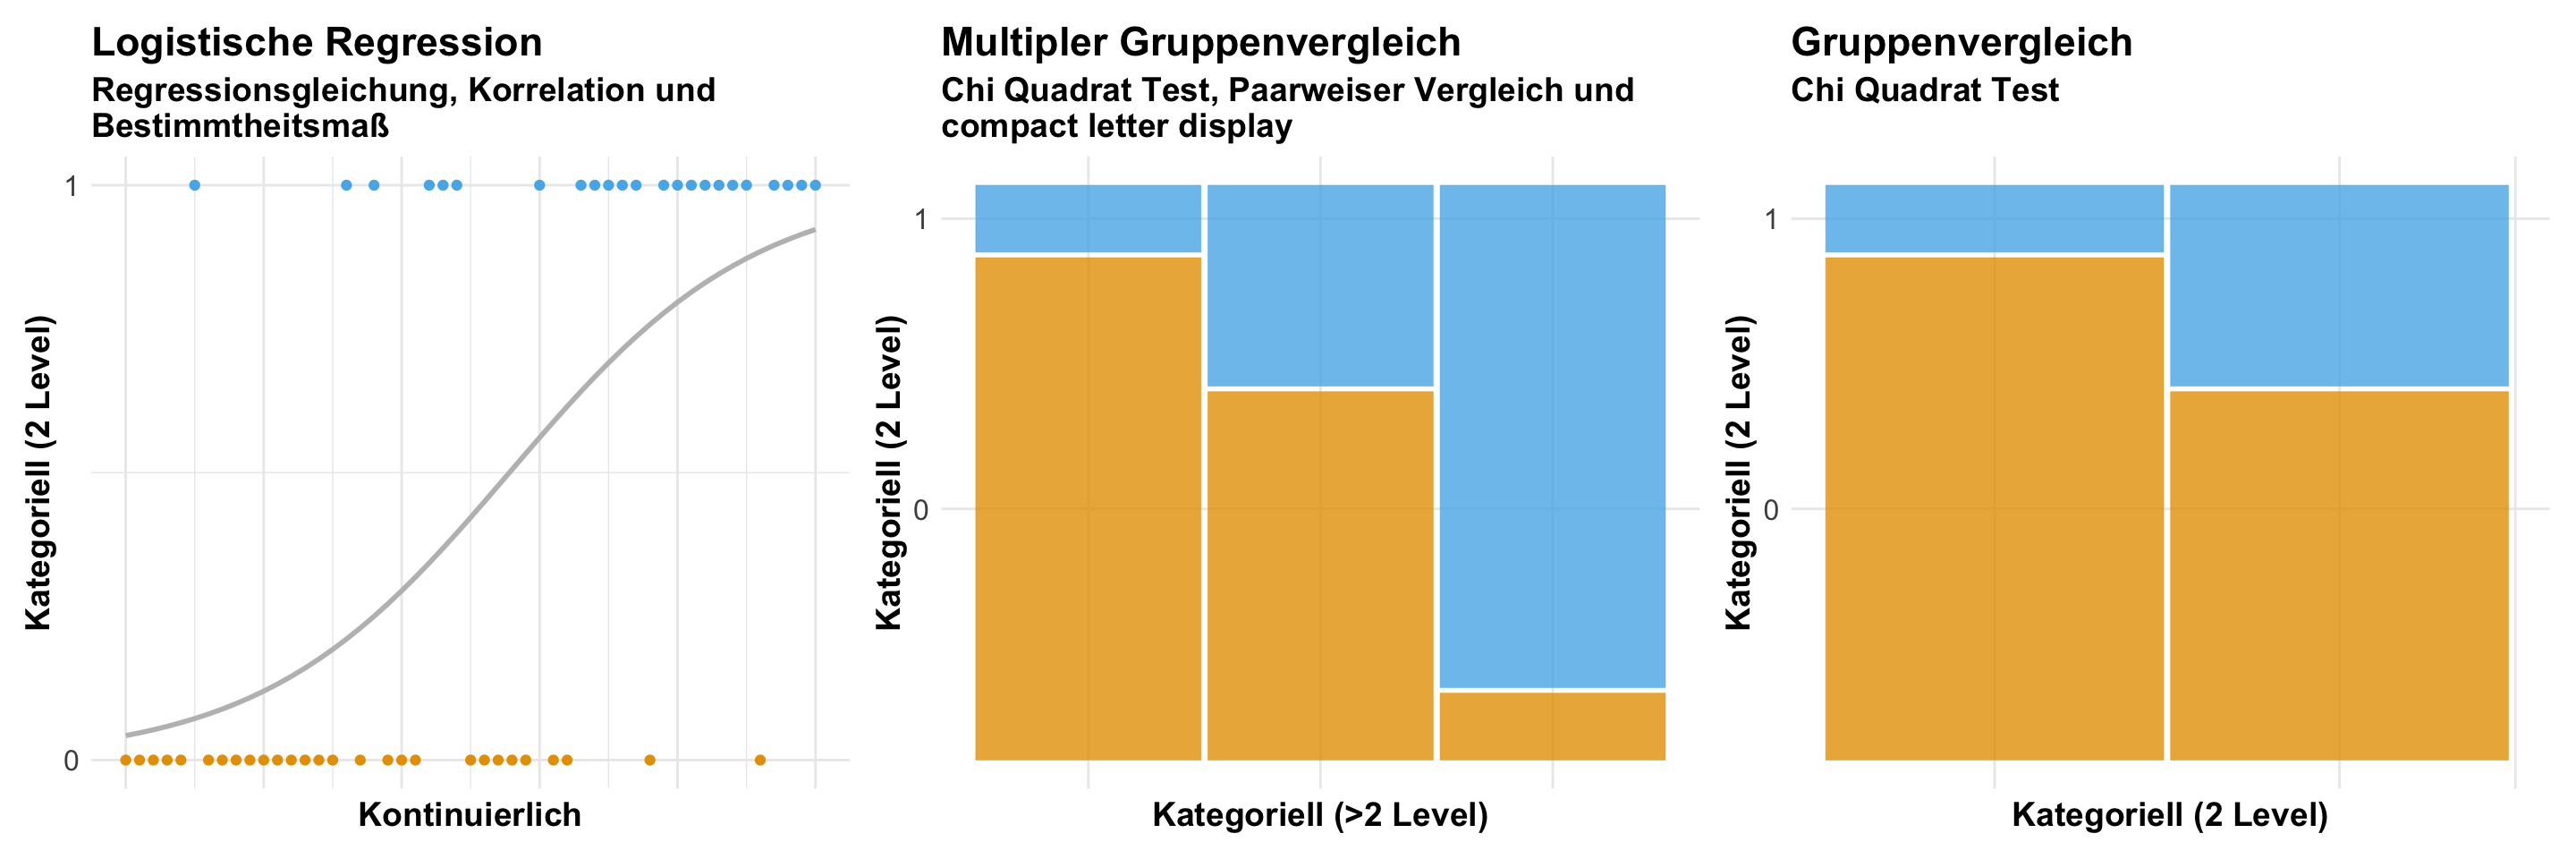 Logistische Regression
Regressionsgleichung, Korrelation und
Bestimmtheitsmaß
1
0
Kategoriell (2 Level)
Kontinuierlich
Multipler Gruppenvergleich
Chi Quadrat Test, Paarweiser Vergleich und
compact letter display
1
0
Kategoriell (2 Level)
Kategoriell (>2 Level)
Gruppenvergleich
Chi Quadrat Test
1
0
Kategoriell (2 Level)
Kategoriell (2 Level)